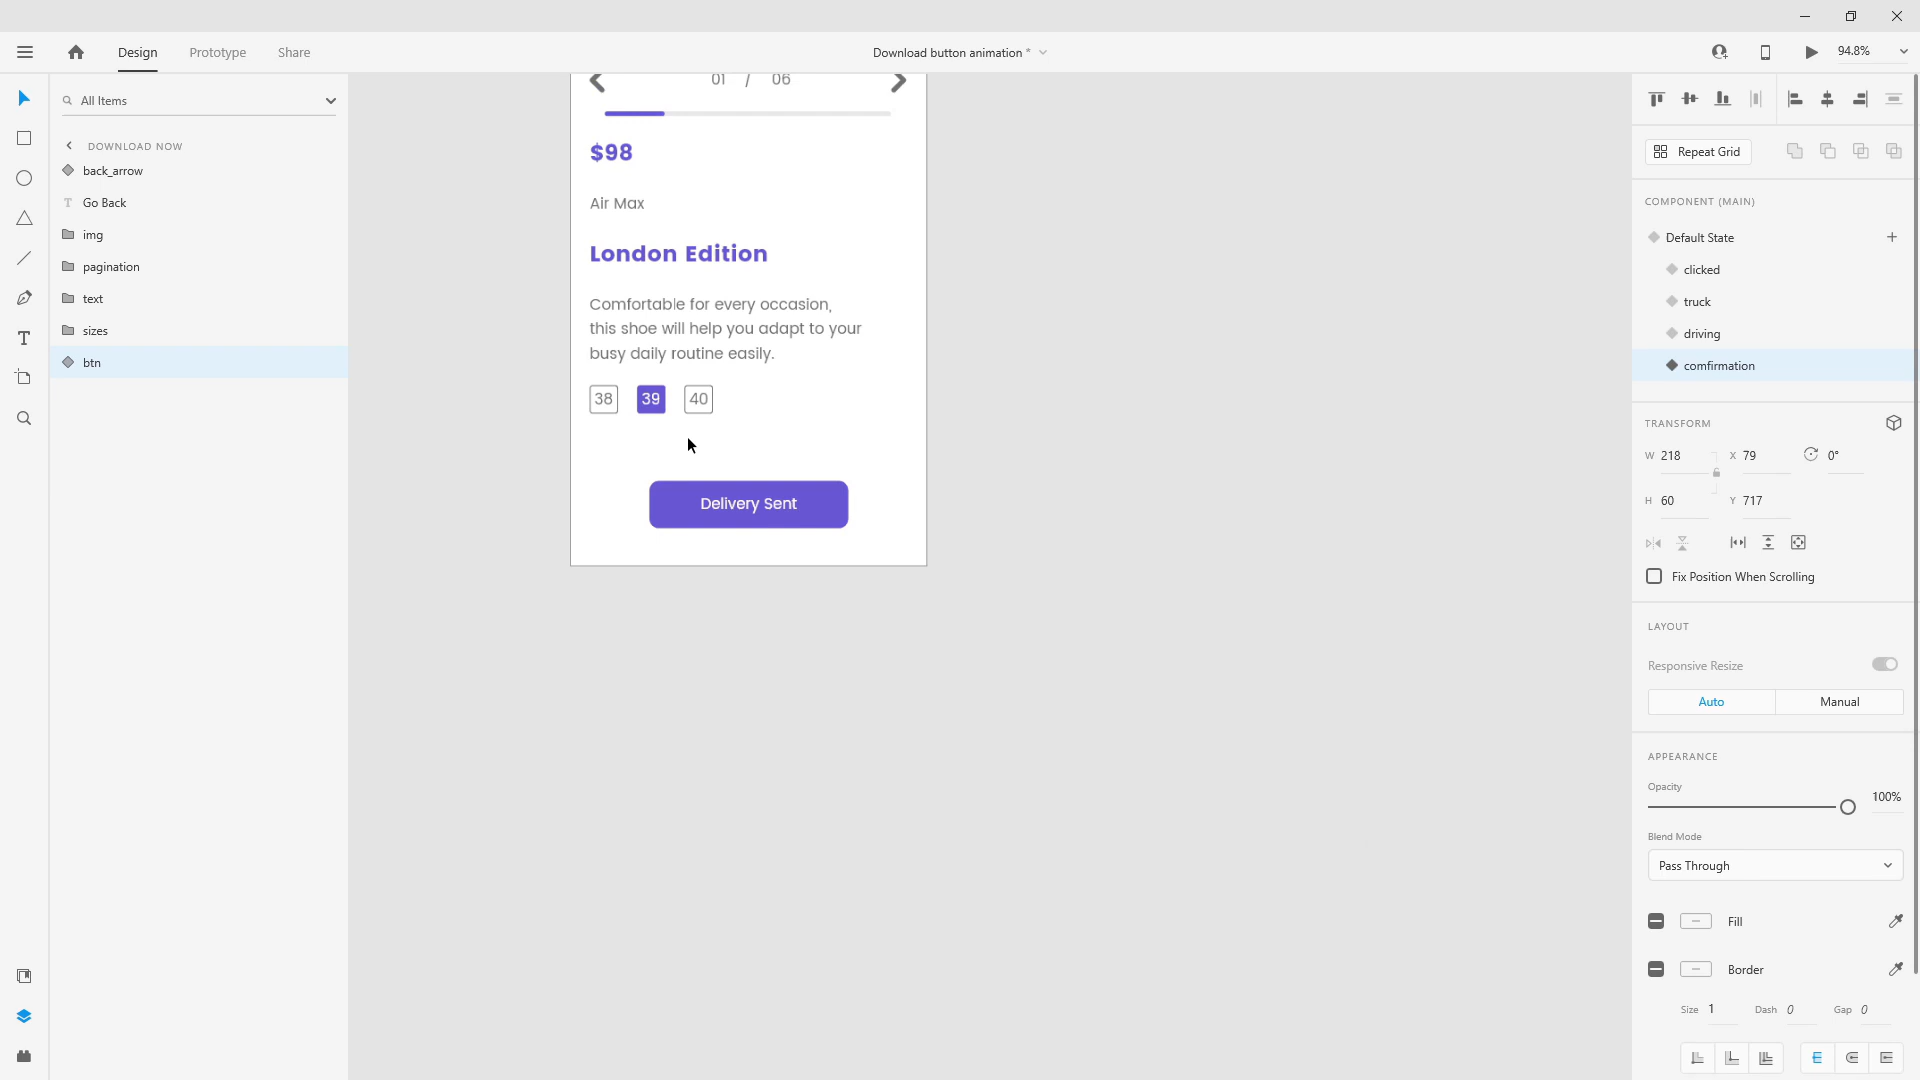 Design
Prototype
Share
Download button animation *
94.8%
All Items
DOWNLOAD NOW
back_arrow
T Go Back
img
pagination
text
sizes
btn
01 / 06
$98
Air Max
London Edition
Comfortable for every occasion,
this shoe will help you adapt to your
busy daily routine easily.
38 39 40
Delivery Sent
Repeat Grid
COMPONENT (MAIN)
Default State
clicked
truck
driving
comfirmation
TRANSFORM
W 218 X 79 0°
H 60 Y 717
Fix Position When Scrolling
LAYOUT
Responsive Resize
Auto Manual
APPEARANCE
Opacity
100%
Blend Mode
Pass Through
Fill
Border
Size 1 Dash 0 Gap 0